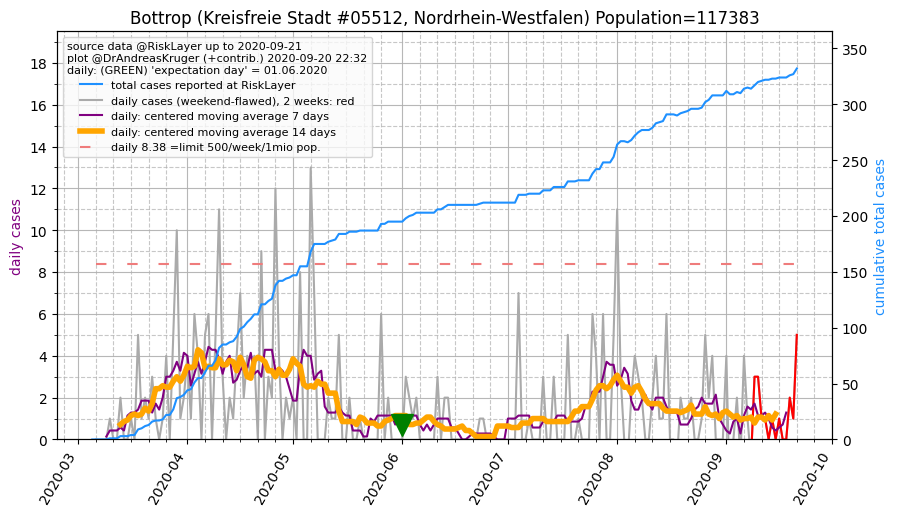 Bottrop (Kreisfreie Stadt #05512, Nordrhein-Westfalen) Population=117383
source data @RiskLayer up to 2020-09-21
plot @DrAndreasKruger (+contrib.) 2020-09-20 22:32
daily: (GREEN) 'expectation day' = 01.06.2020
total cases reported at RiskLayer
daily cases (weekend-flawed), 2 weeks: red
daily: centered moving average 7 days
daily: centered moving average 14 days
daily 8.38 =limit 500/week/1mio pop.
daily cases
18
16
14
12
10
8
6
4
2
0
cumulative total cases
350
300
250
200
150
100
50
0
2020-03
2020-04
2020-05
2020-06
2020-07
2020-08
2020-09
2020-10